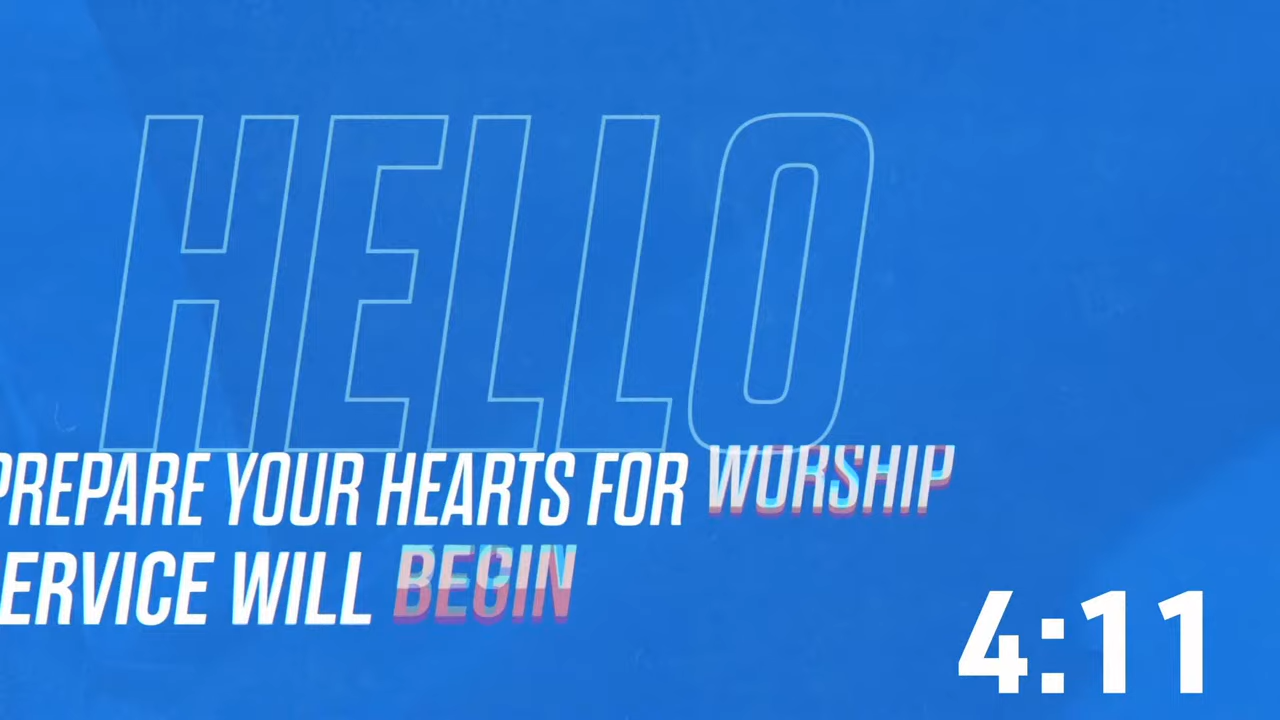 HELLO
PREPARE YOUR HEARTS FOR WORSHIP
ERVICE WILL BEGIN
4:11